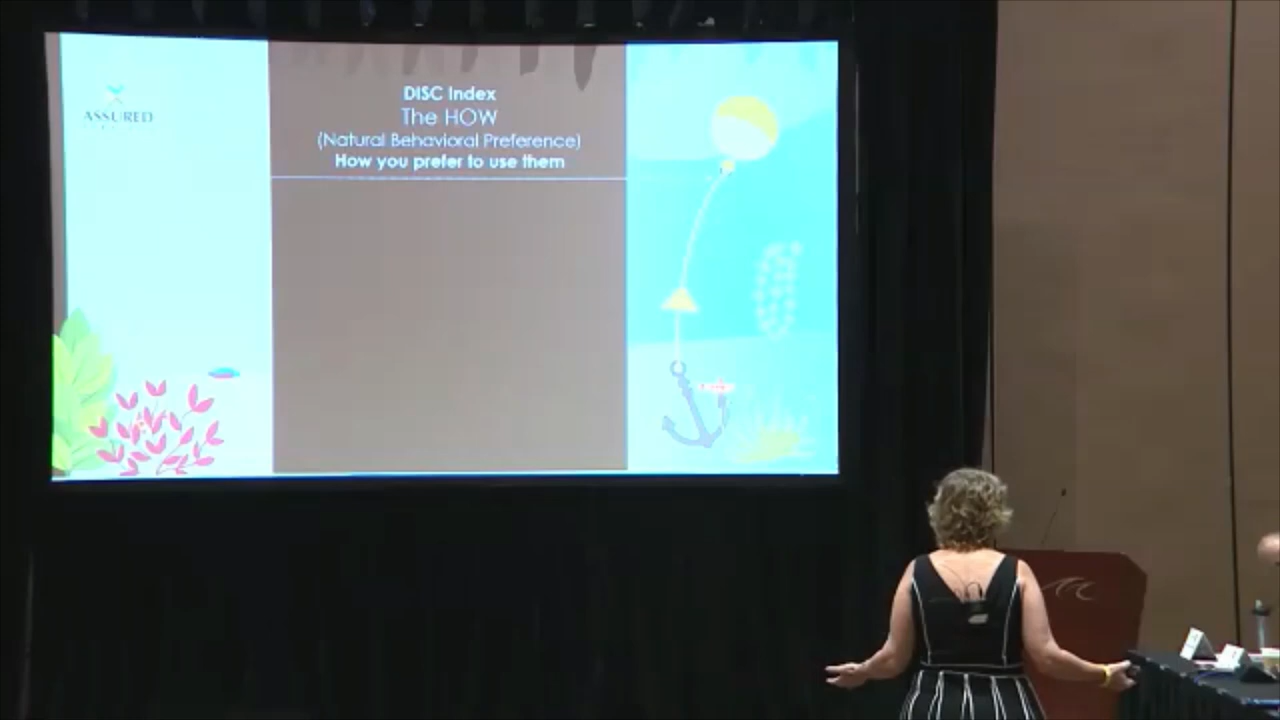 ASSURED
DISC Index
The HOW
(Natural Behavioral Preference)
How you prefer to use them